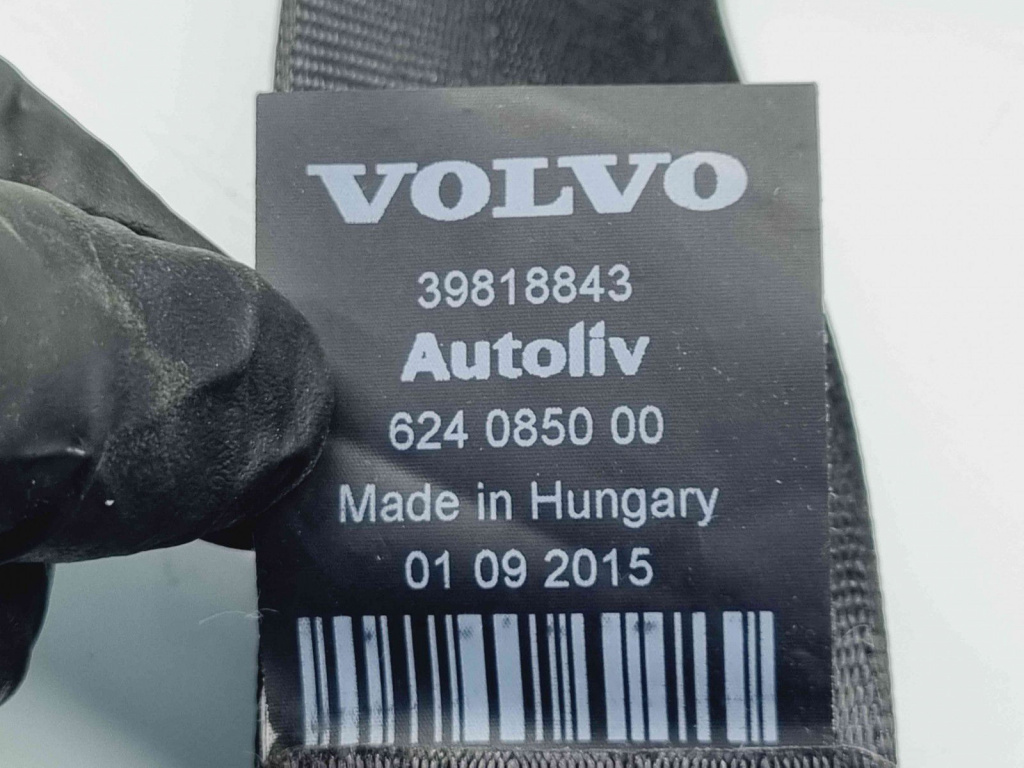 VOLVO
39818843
Autoliv
624 0850 00
Made in Hungary
01 09 2015